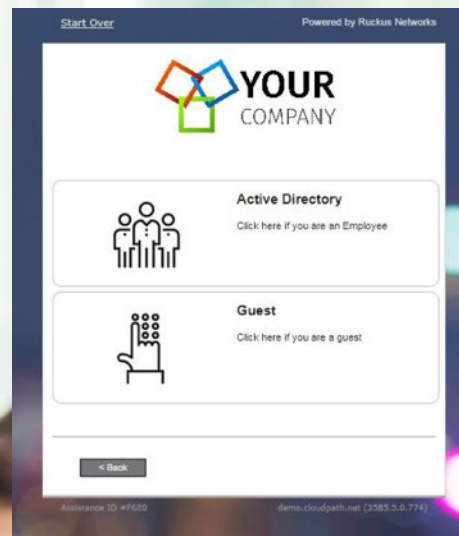 Start Over
Powered by Ruckus Networks
YOUR
COMPANY
Active Directory
Click here if you are an Employee
Guest
Click here if you are a guest
< Back
Assistance ID #F6E0
demo.cloudpath.net (3585.5.0.774)